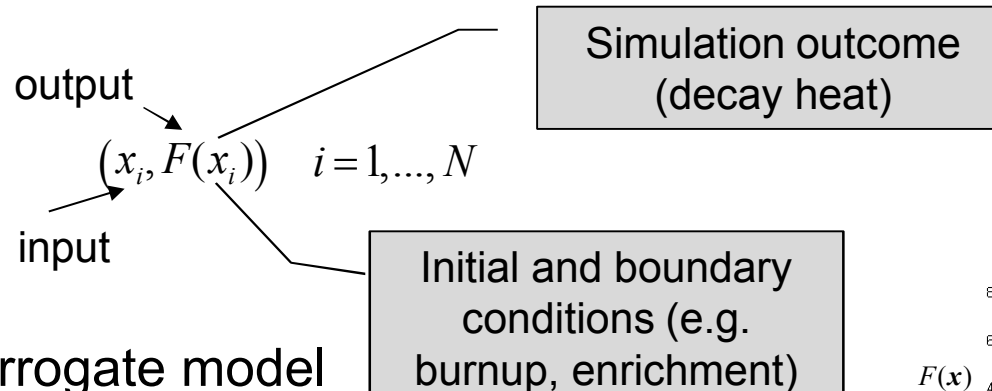 output
Simulation outcome
(decay heat)
(x_i, F(x_i)) i = 1,..., N
input
Initial and boundary
conditions (e.g.
burnup, enrichment)
rrogate model
F(x)